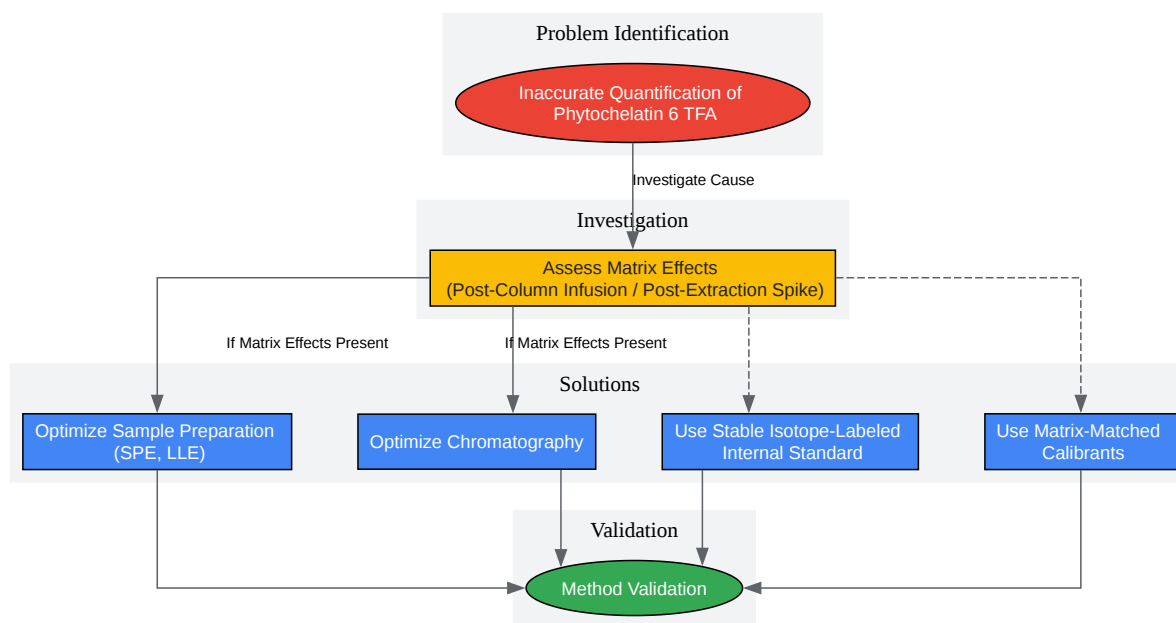 Problem Identification
Inaccurate Quantification of
Phytochelatin 6 TFA
Investigate Cause
Investigation
Assess Matrix Effects
(Post-Column Infusion / Post-Extraction Spike)
If Matrix Effects Present
If Matrix Effects Present
Solutions
Optimize Sample Preparation
(SPE, LLE)
Optimize Chromatography
Use Stable Isotope-Labeled
Internal Standard
Use Matrix-Matched
Calibrants
Validation
Method Validation